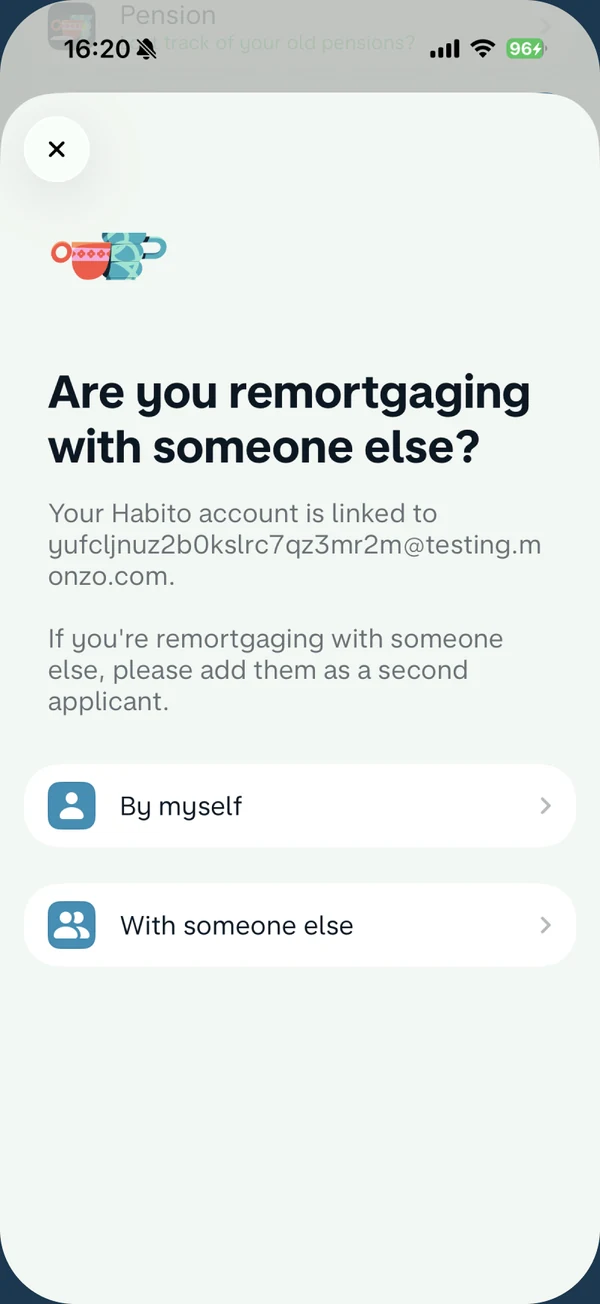 Pension
16:20
track of your old pensions?
96
Are you remortgaging
with someone else?
Your Habito account is linked to
yufcljnuz2b0kslrc7qz3mr2m@testing.m
onzo.com.
If you're remortgaging with someone
else, please add them as a second
applicant.
By myself
With someone else